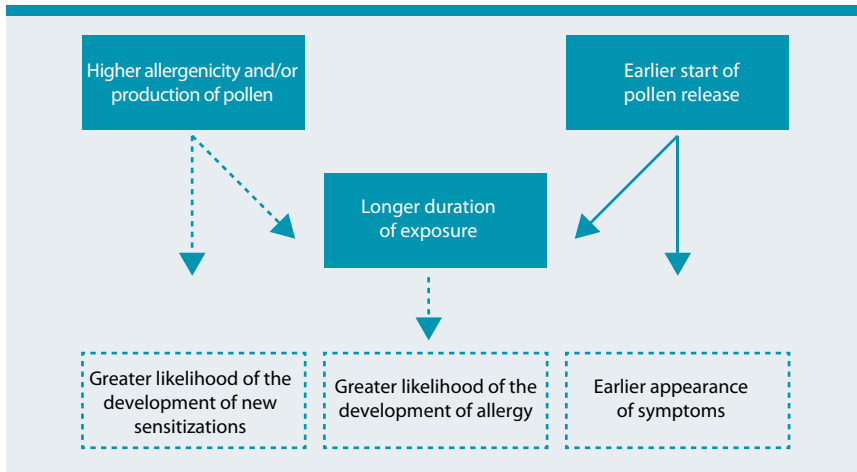 Higher allergenicity and/or
production of pollen
Earlier start of
pollen release
Longer duration
of exposure
Greater likelihood of the
development of new
sensitizations
Greater likelihood of the
development of allergy
Earlier appearance
of symptoms